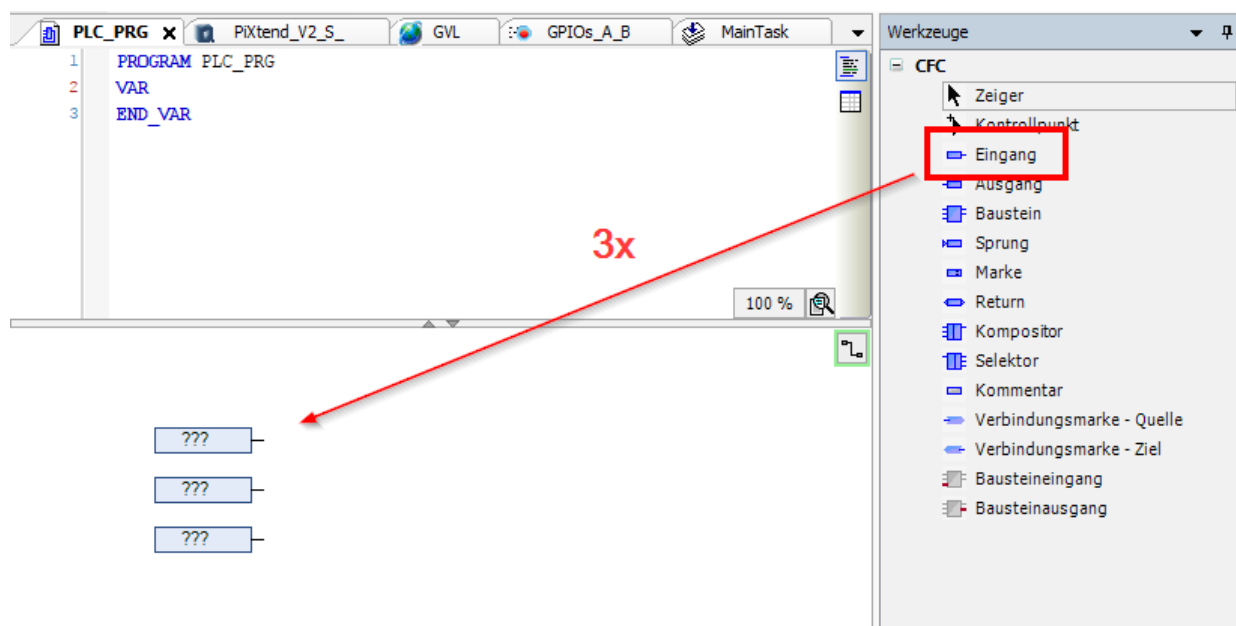 PLC_PRG
PiXtend_V2_S_
GVL
GPIOs_A_B
MainTask
1 PROGRAM PLC_PRG
2 VAR
3 END_VAR
3x
100 %
???
???
???
Werkzeuge
CFC
Zeiger
Kontrollpunkt
Eingang
Ausgang
Baustein
Sprung
Marke
Return
Kompositor
Selektor
Kommentar
Verbindungsmarke - Quelle
Verbindungsmarke - Ziel
Bausteineingang
Bausteinausgang